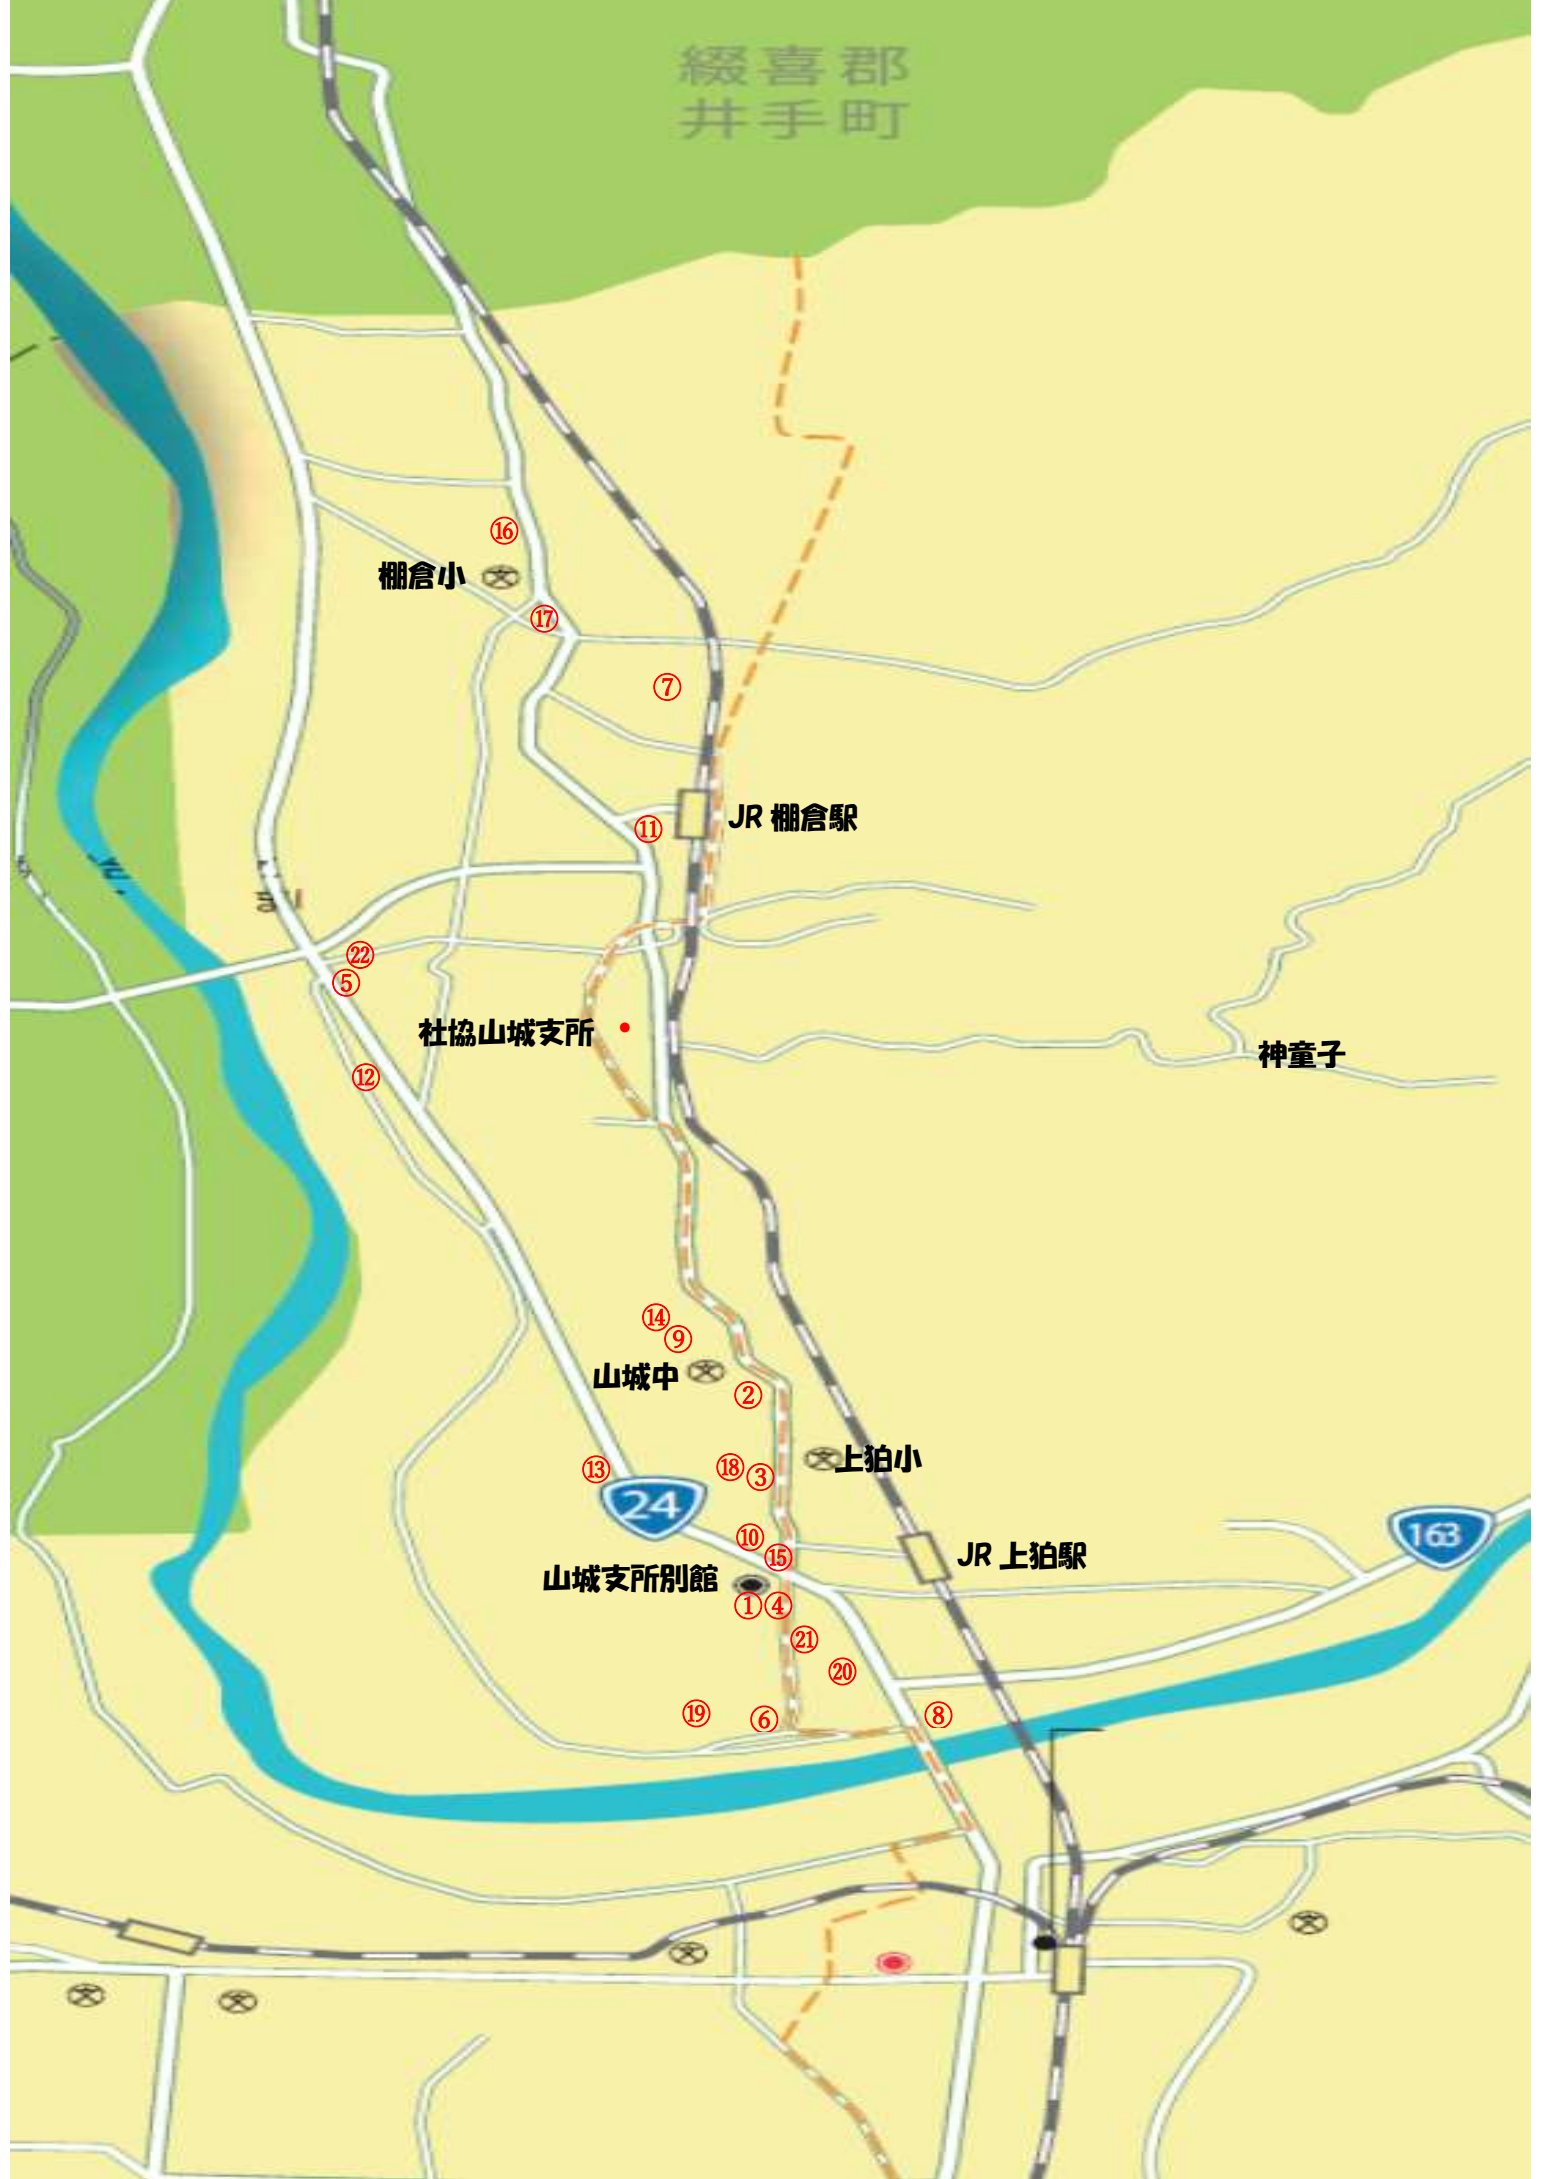 綴喜郡
井手町
⑯
棚倉小
⑰
⑦
JR 棚倉駅
⑪
㉒
⑤
社協山城支所
神童子
⑫
⑭
⑨
山城中
②
上狛小
⑱
③
⑬
24
163
⑩
⑮
JR 上狛駅
山城支所別館
①
④
㉑
⑳
⑲
⑥
⑧